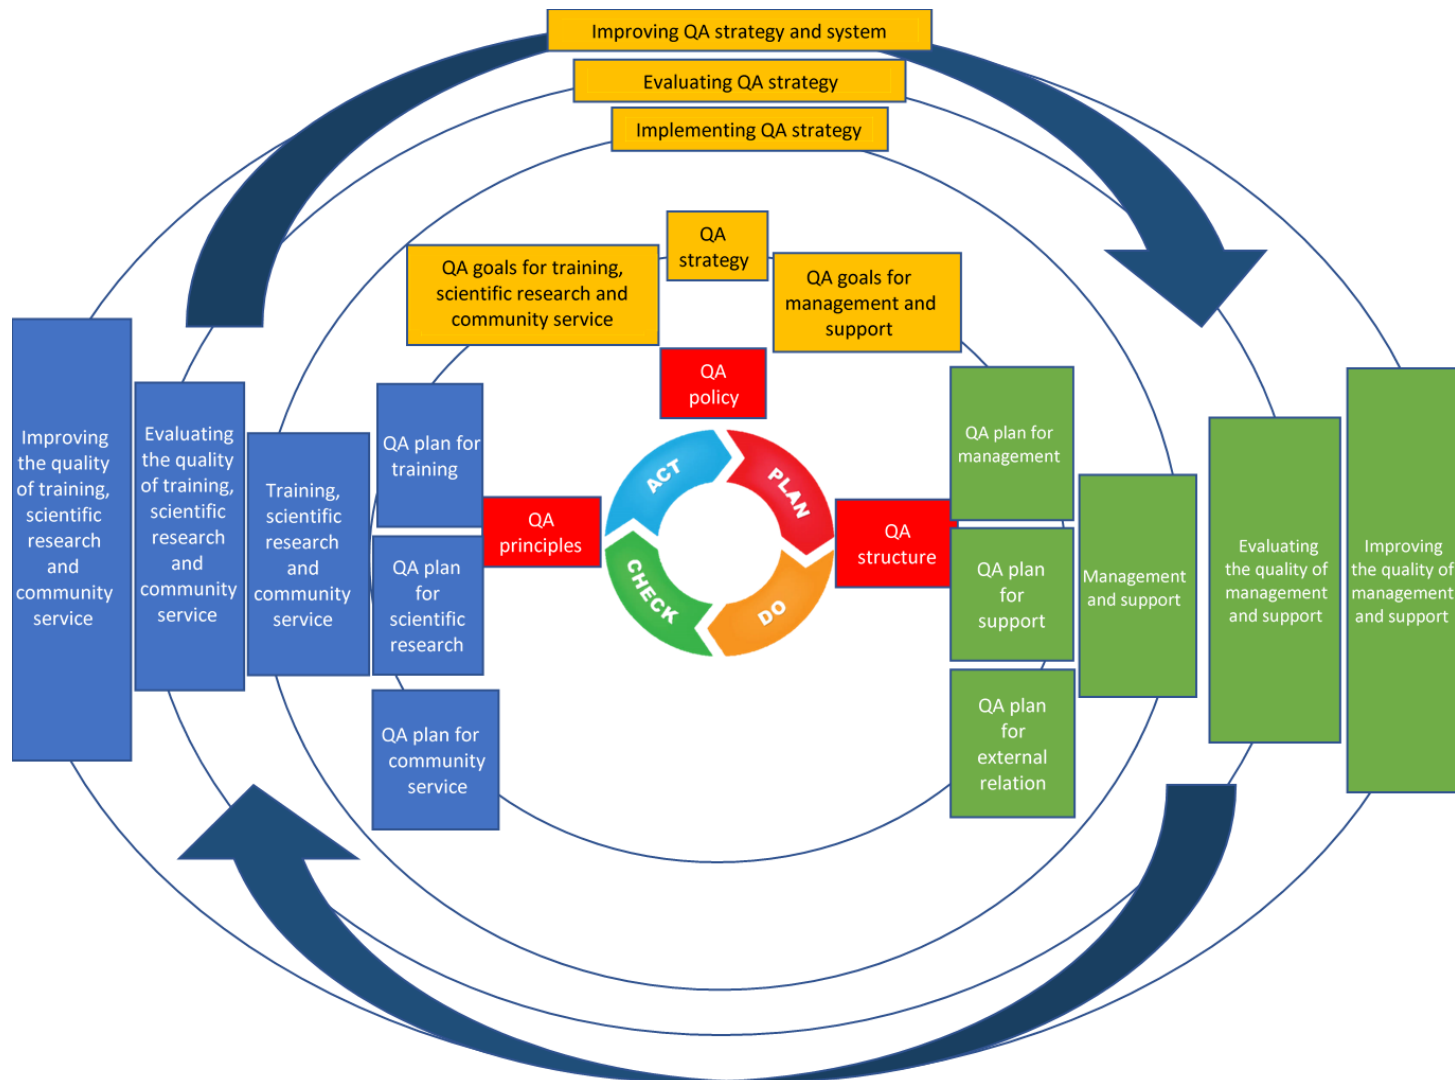 Improving QA strategy and system
Evaluating QA strategy
Implementing QA strategy
QA
strategy
QA goals for training,
scientific research and
community service
QA goals for
management and
support
QA
policy
Improving
the quality
of training,
scientific
research
and
community
service
Evaluating
the quality
of training,
scientific
research
and
community
service
Training,
scientific
research
and
community
service
QA plan for
training
QA plan
for
scientific
research
QA plan for
community
service
QA
principles
ACT
PLAN
CHECK
DO
QA
structure
QA plan for
management
QA plan
for
support
QA plan
for
external
relation
Management
and support
Evaluating
the quality of
management
and support
Improving
the quality of
management
and support